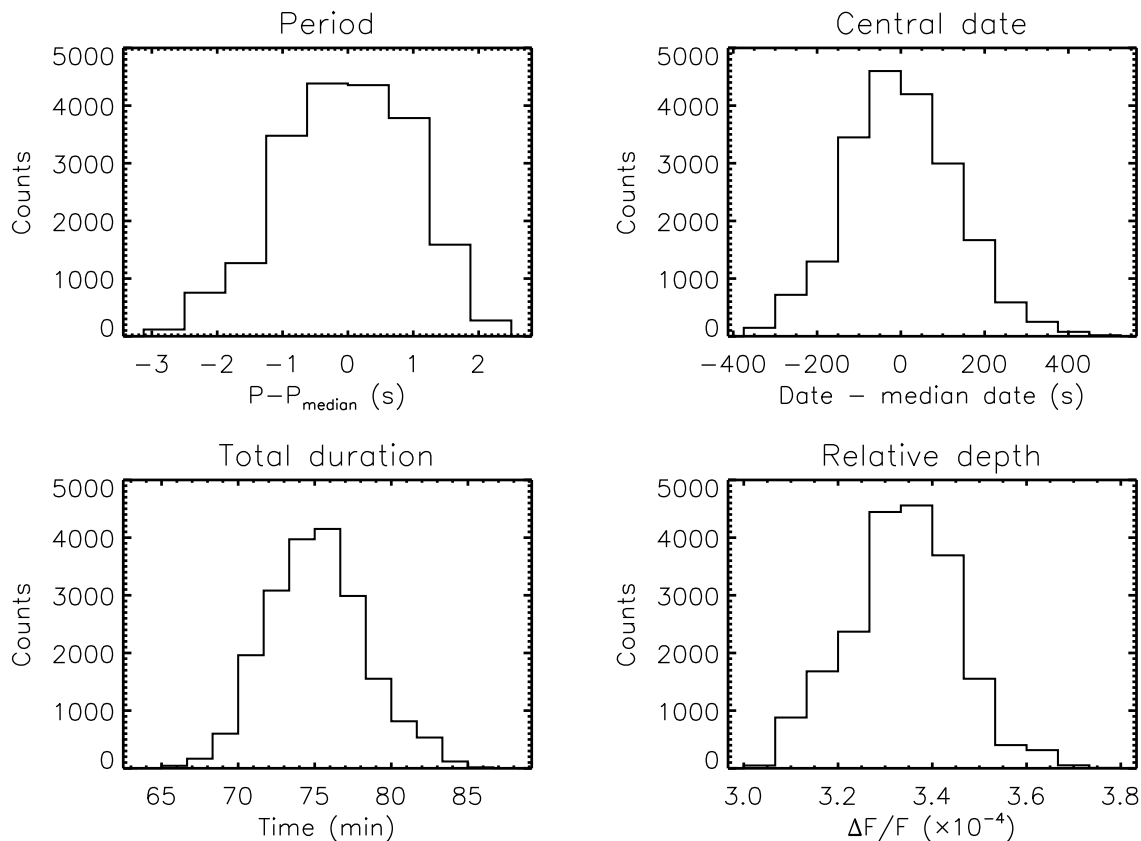 Period
5000
4000
3000
2000
1000
0
Counts
−3 −2 −1 0 1 2
P−Pmedian (s)
Central date
5000
4000
3000
2000
1000
0
Counts
−400 −200 0 200 400
Date − median date (s)
Total duration
5000
4000
3000
2000
1000
0
Counts
65 70 75 80 85
Time (min)
Relative depth
5000
4000
3000
2000
1000
0
Counts
3.0 3.2 3.4 3.6 3.8
ΔF/F (×10⁻⁴)